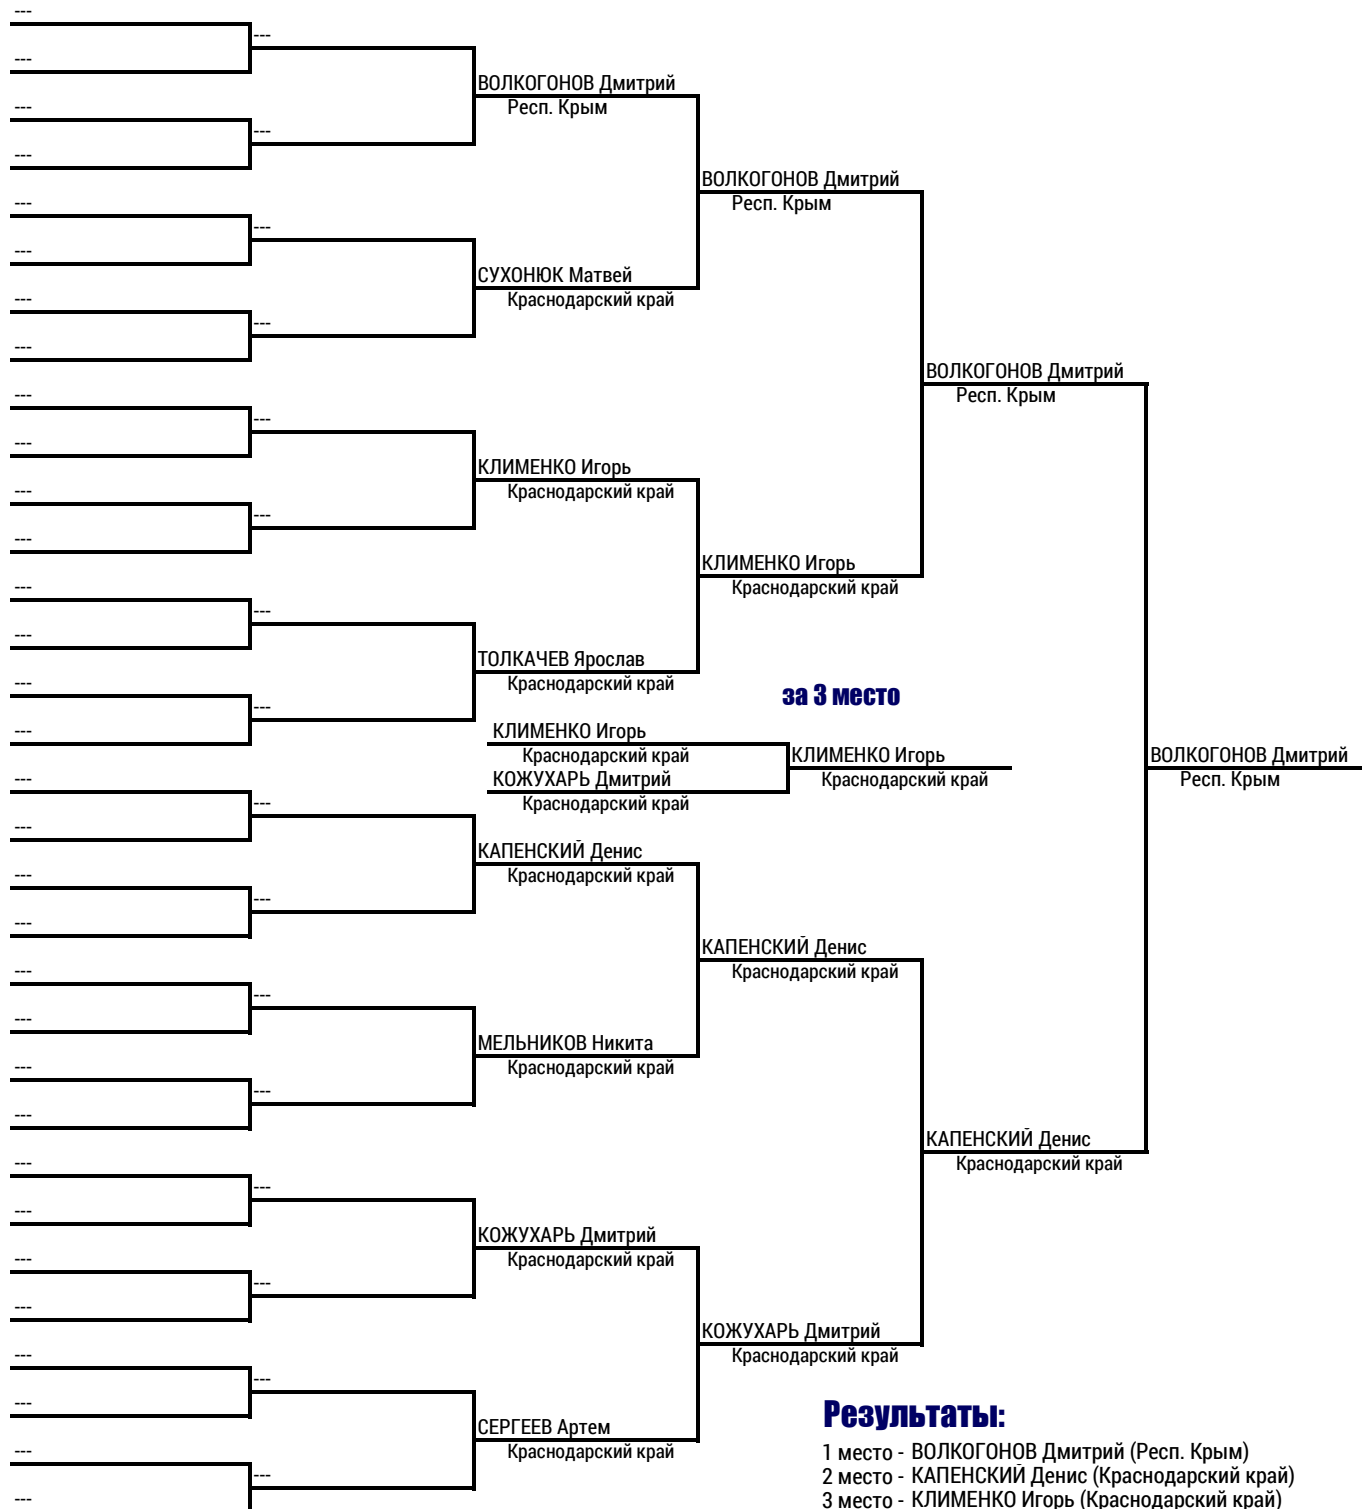 ---
---
---
ВОЛКОГОНОВ Дмитрий
Респ. Крым
---
---
---
ВОЛКОГОНОВ Дмитрий
Респ. Крым
---
---
---
СУХОНЮК Матвей
Краснодарский край
---
---
---
ВОЛКОГОНОВ Дмитрий
Респ. Крым
---
---
---
КЛИМЕНКО Игорь
Краснодарский край
---
---
---
КЛИМЕНКО Игорь
Краснодарский край
---
---
---
ТОЛКАЧЕВ Ярослав
Краснодарский край
---
---
---
за 3 место
КЛИМЕНКО Игорь
Краснодарский край
КОЖУХАРЬ Дмитрий
Краснодарский край
КЛИМЕНКО Игорь
Краснодарский край
ВОЛКОГОНОВ Дмитрий
Респ. Крым
---
---
---
КАПЕНСКИЙ Денис
Краснодарский край
---
---
---
КАПЕНСКИЙ Денис
Краснодарский край
---
---
---
МЕЛЬНИКОВ Никита
Краснодарский край
---
---
---
КАПЕНСКИЙ Денис
Краснодарский край
---
---
---
КОЖУХАРЬ Дмитрий
Краснодарский край
---
---
---
КОЖУХАРЬ Дмитрий
Краснодарский край
---
---
---
СЕРГЕЕВ Артем
Краснодарский край
---
---
---
Результаты:
1 место - ВОЛКОГОНОВ Дмитрий (Респ. Крым)
2 место - КАПЕНСКИЙ Денис (Краснодарский край)
3 место - КЛИМЕНКО Игорь (Краснодарский край)